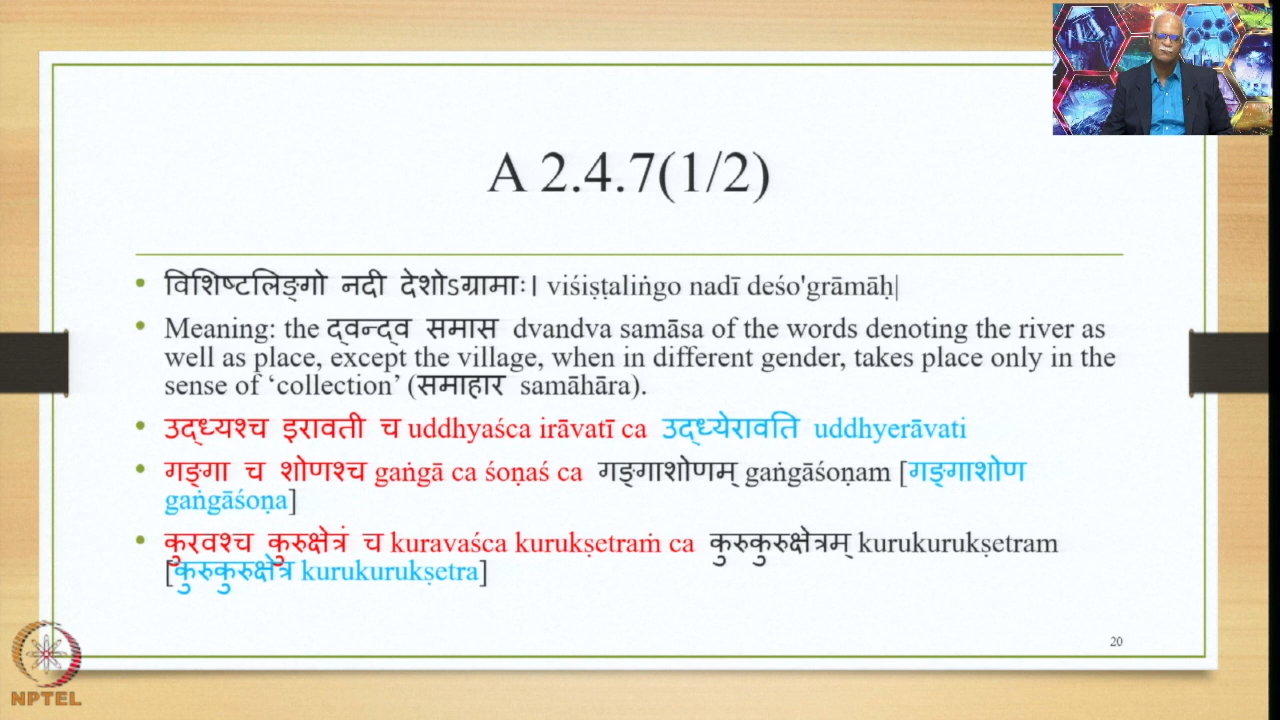 A 2.4.7(1/2)
• विशिष्टलिङ्गो नदी देशोऽग्रामाः। viśiṣṭaliṅgo nadī deśo'grāmāḥ|
• Meaning: the द्वन्द्व समास dvandva samāsa of the words denoting the river as
well as place, except the village, when in different gender, takes place only in the
sense of ‘collection’ (समाहार samāhāra).
• उद्ध्यश्च इरावती च uddhyaśca irāvatī ca उद्ध्येरावति uddhyerāvati
• गङ्गा च शोणश्च gaṅgā ca śoṇaś ca गङ्गाशोणम् gaṅgāśoṇam [गङ्गाशोण
gaṅgāśoṇa]
• कुरवश्च कुरुक्षेत्रं च kuravaśca kurukṣetraṁ ca कुरुकुरुक्षेत्रम् kurukurukṣetram
[कुरुकुरुक्षेत्र kurukurukṣetra]
20
NPTEL